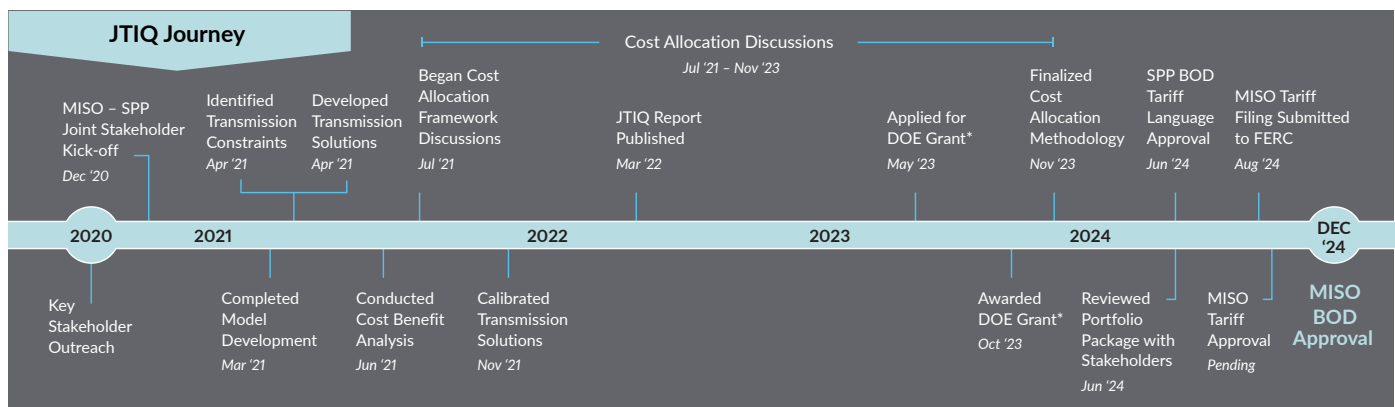 JTIQ Journey
Cost Allocation Discussions
Jul ‘21 – Nov ‘23
MISO – SPP
Joint Stakeholder
Kick-off
Dec ‘20
Identified
Transmission
Constraints
Apr ‘21
Developed
Transmission
Solutions
Apr ‘21
Began Cost
Allocation
Framework
Discussions
Jul ‘21
JTIQ Report
Published
Mar ‘22
Applied for
DOE Grant*
May ‘23
Finalized
Cost
Allocation
Methodology
Nov ‘23
SPP BOD
Tariff
Language
Approval
Jun ‘24
MISO Tariff
Filing Submitted
to FERC
Aug ‘24
2020
2021
2022
2023
2024
DEC
‘24
Key
Stakeholder
Outreach
Completed
Model
Development
Mar ‘21
Conducted
Cost Benefit
Analysis
Jun ‘21
Calibrated
Transmission
Solutions
Nov ‘21
Awarded
DOE Grant*
Oct ‘23
Reviewed
Portfolio
Package with
Stakeholders
Jun ‘24
MISO
Tariff
Approval
Pending
MISO
BOD
Approval